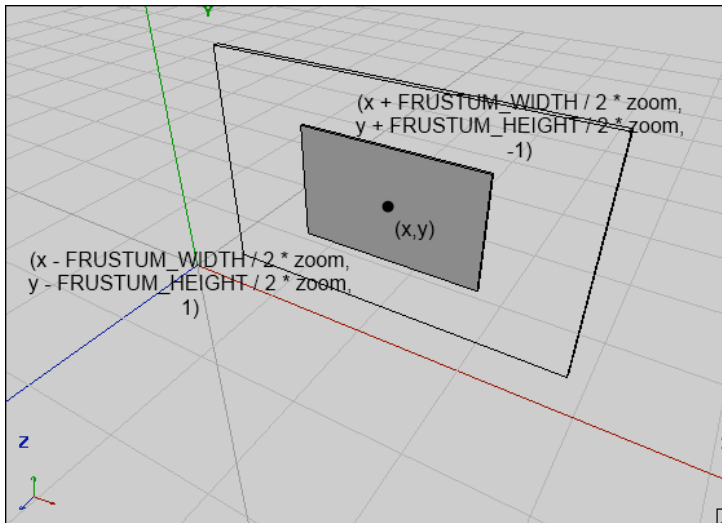 Y
(x + FRUSTUM_WIDTH / 2 * zoom,
y + FRUSTUM_HEIGHT / 2 * zoom,
-1)
(x,y)
(x - FRUSTUM_WIDTH / 2 * zoom,
y - FRUSTUM_HEIGHT / 2 * zoom,
1)
Z